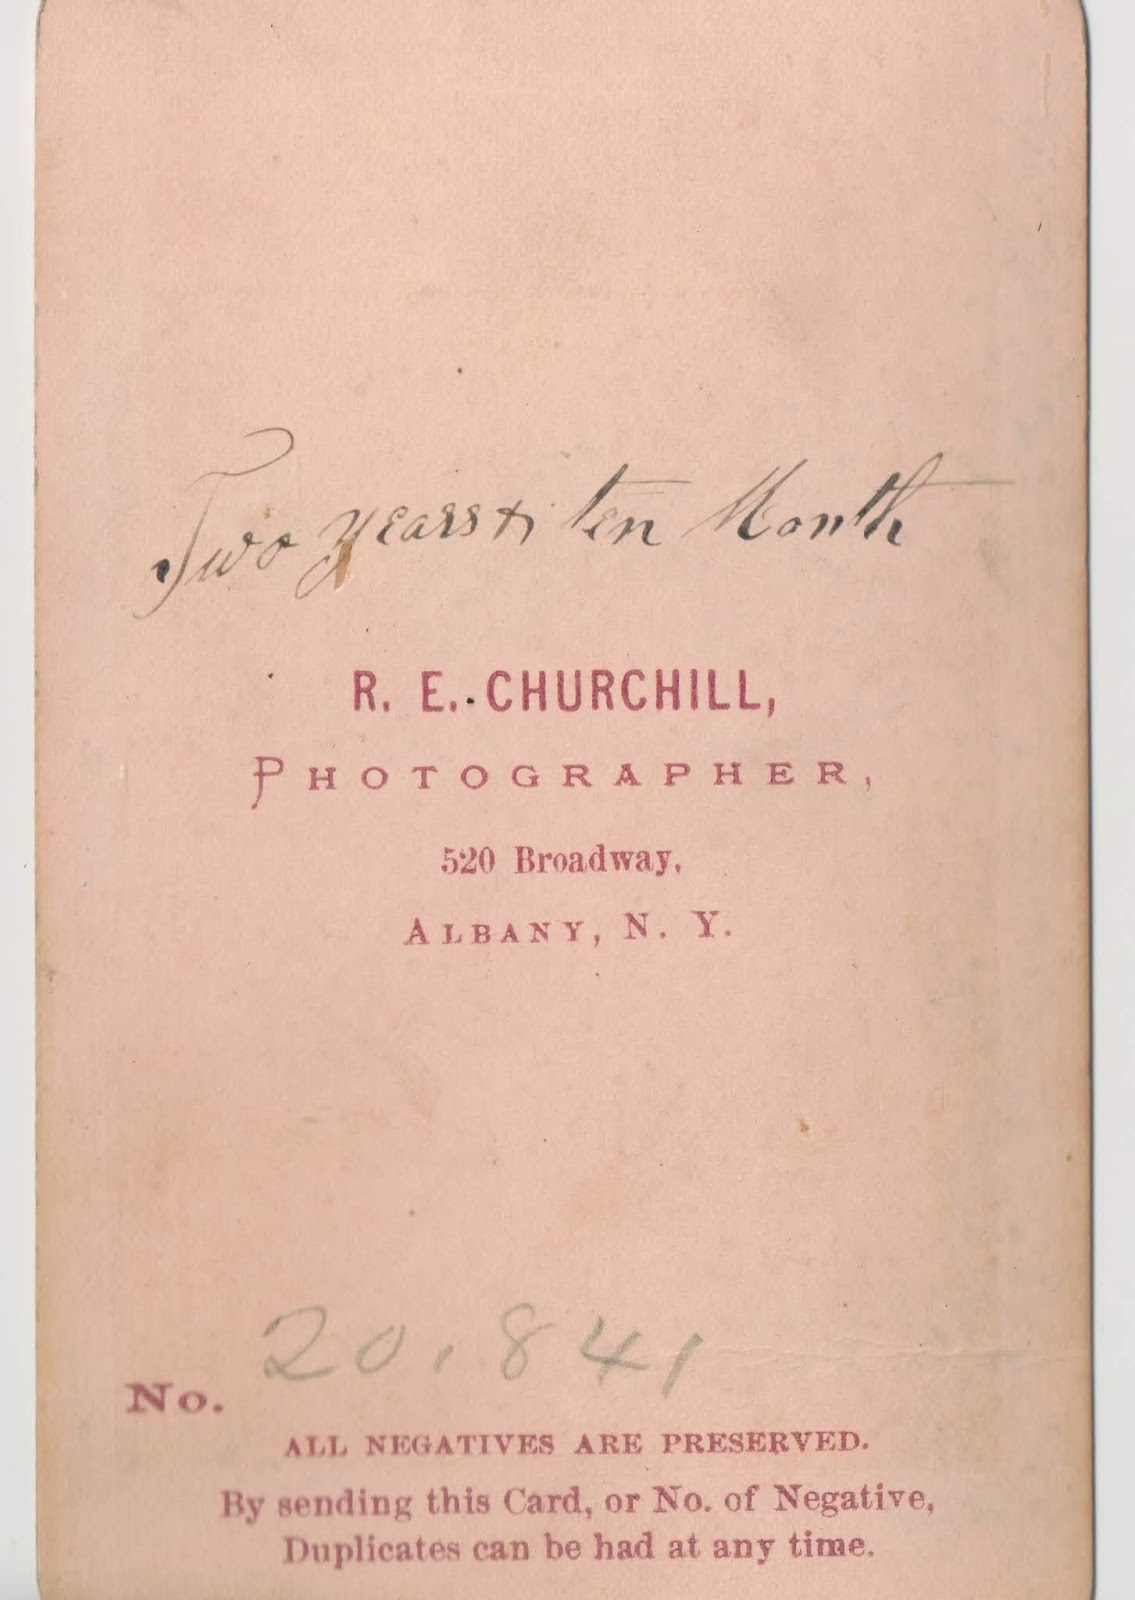 Two years & ten Month
R. E. CHURCHILL,
PHOTOGRAPHER,
520 Broadway,
ALBANY, N. Y.
20,841
No.
ALL NEGATIVES ARE PRESERVED.
By sending this Card, or No. of Negative,
Duplicates can be had at any time.